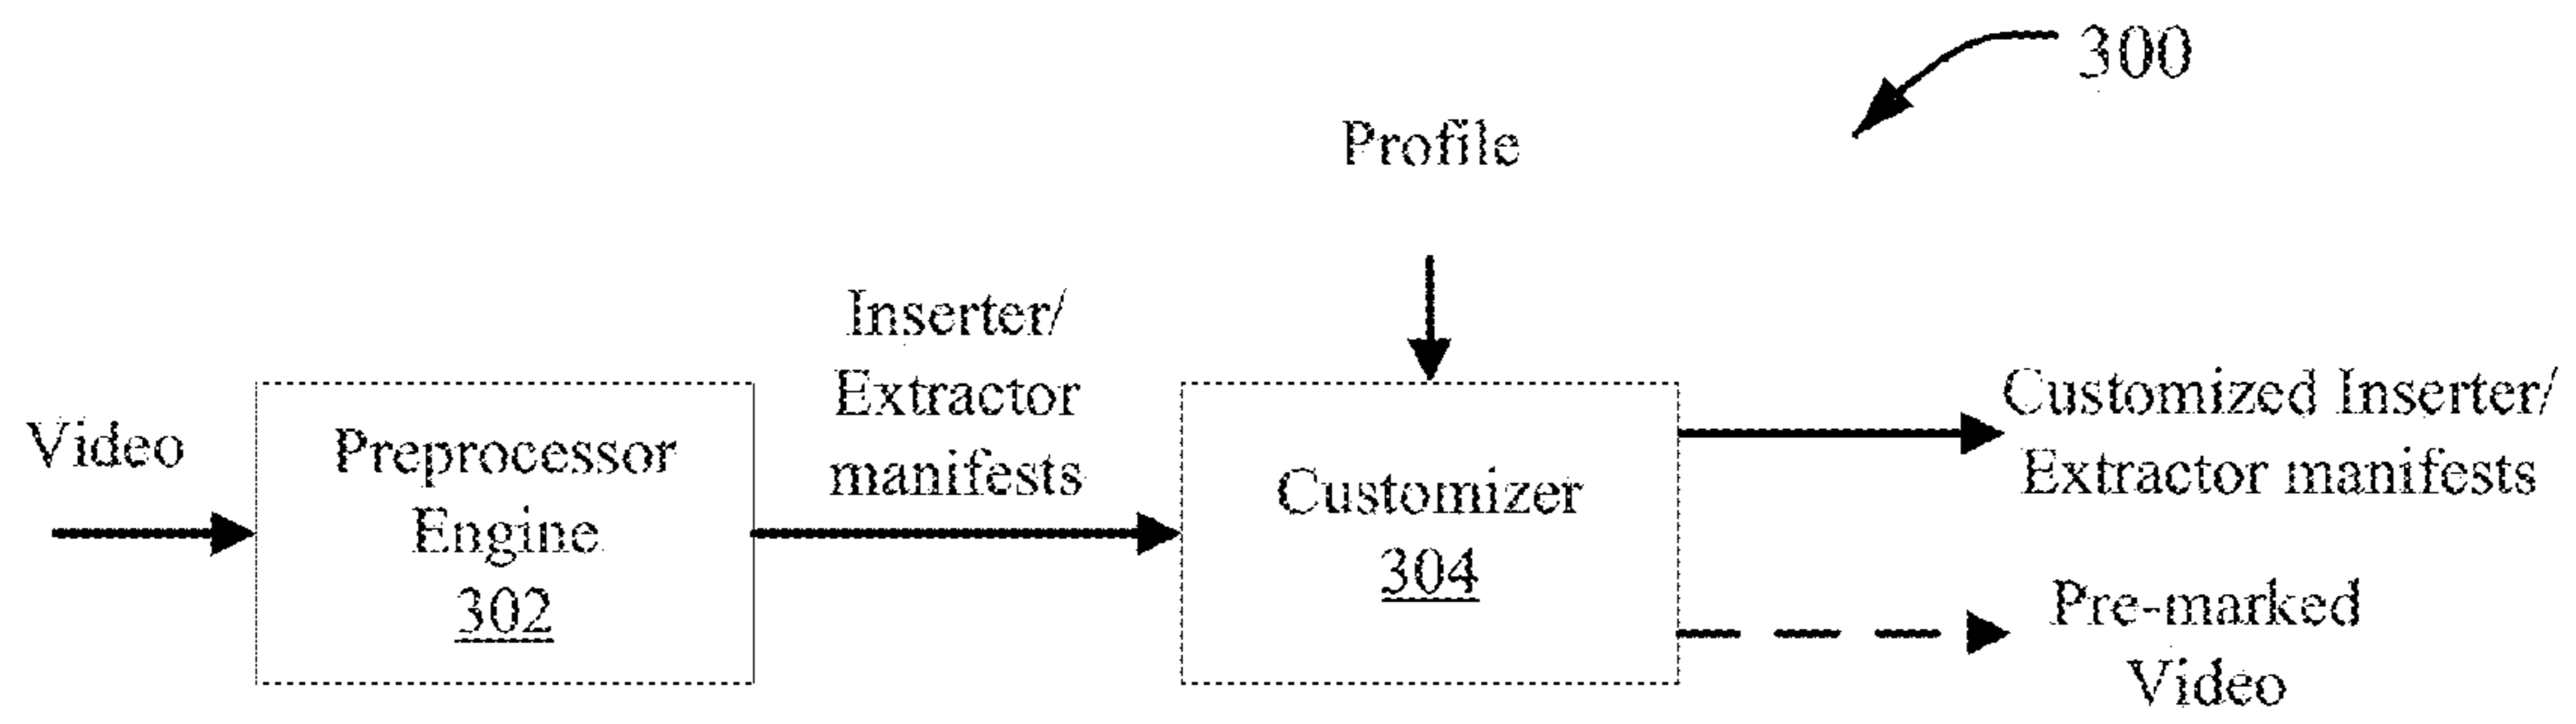 300
Profile
Inserter/
Extractor
manifests
Video
Preprocessor
Engine
302
Customizer
304
Customized Inserter/
Extractor manifests
Pre-marked
Video